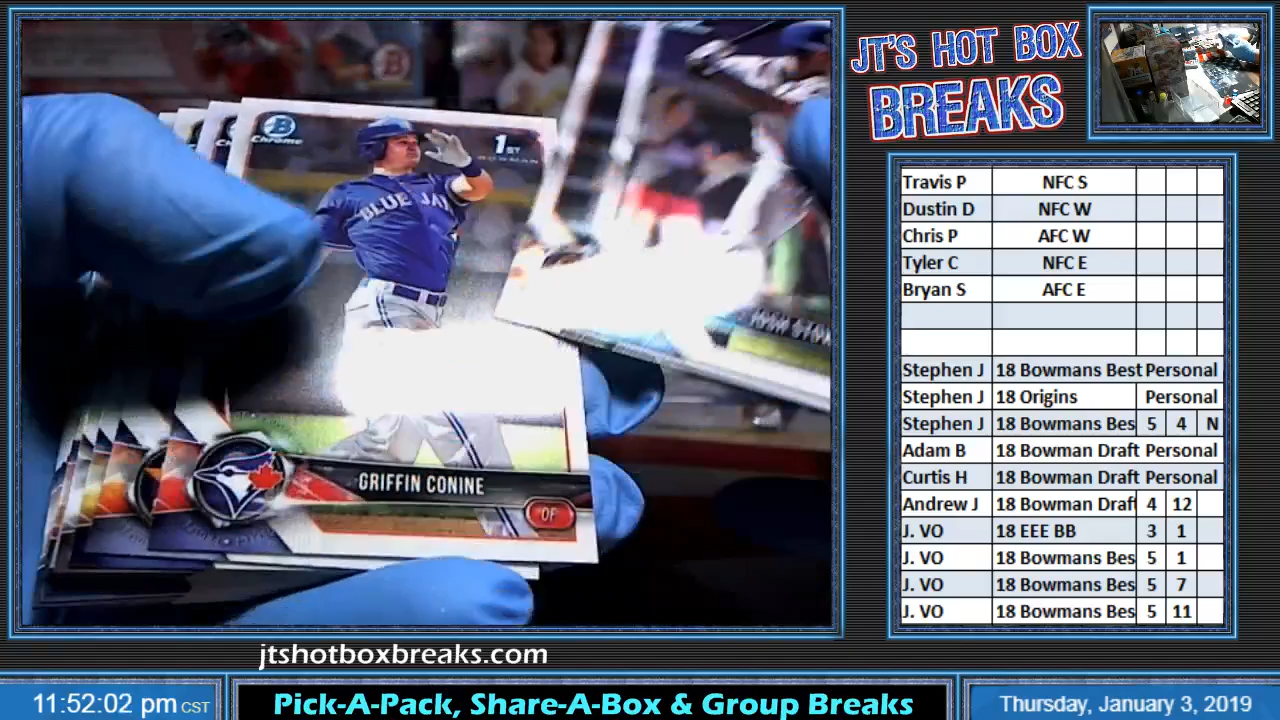 JT'S HOT BOX
BREAKS
Chrome
1ST
BOWMAN
BLUE JAY
GRIFFIN CONINE
OF
Travis P NFC S
Dustin D NFC W
Chris P AFC W
Tyler C NFC E
Bryan S AFC E
Stephen J 18 Bowmans Best Personal
Stephen J 18 Origins Personal
Stephen J 18 Bowmans Bes 5 4 N
Adam B 18 Bowman Draft Personal
Curtis H 18 Bowman Draft Personal
Andrew J 18 Bowman Draft 4 12
J. VO 18 EEE BB 3 1
J. VO 18 Bowmans Bes 5 1
J. VO 18 Bowmans Bes 5 7
J. VO 18 Bowmans Bes 5 11
jtshotboxbreaks.com
11:52:02 pm CST
Pick-A-Pack, Share-A-Box & Group Breaks
Thursday, January 3, 2019